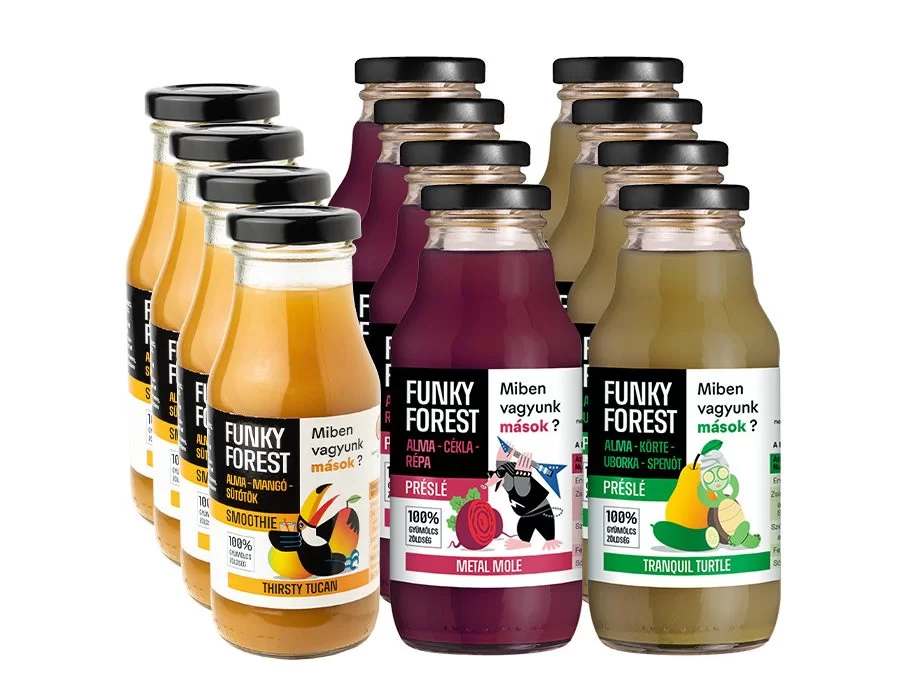 FUNKY
FOREST
ALMA - MANGÓ -
SÜTŐTÖK
SMOOTHIE
Miben
vagyunk
mások ?
100%
GYÜMÖLCS
ZÖLDSÉG
THIRSTY TUCAN
FUNKY
FOREST
ALMA - CÉKLA -
RÉPA
PRÉSLÉ
Miben
vagyunk
mások ?
100%
GYÜMÖLCS
ZÖLDSÉG
METAL MOLE
FUNKY
FOREST
ALMA - KÖRTE -
UBORKA - SPENÓT
PRÉSLÉ
Miben
vagyunk
mások ?
100%
GYÜMÖLCS
ZÖLDSÉG
TRANQUIL TURTLE